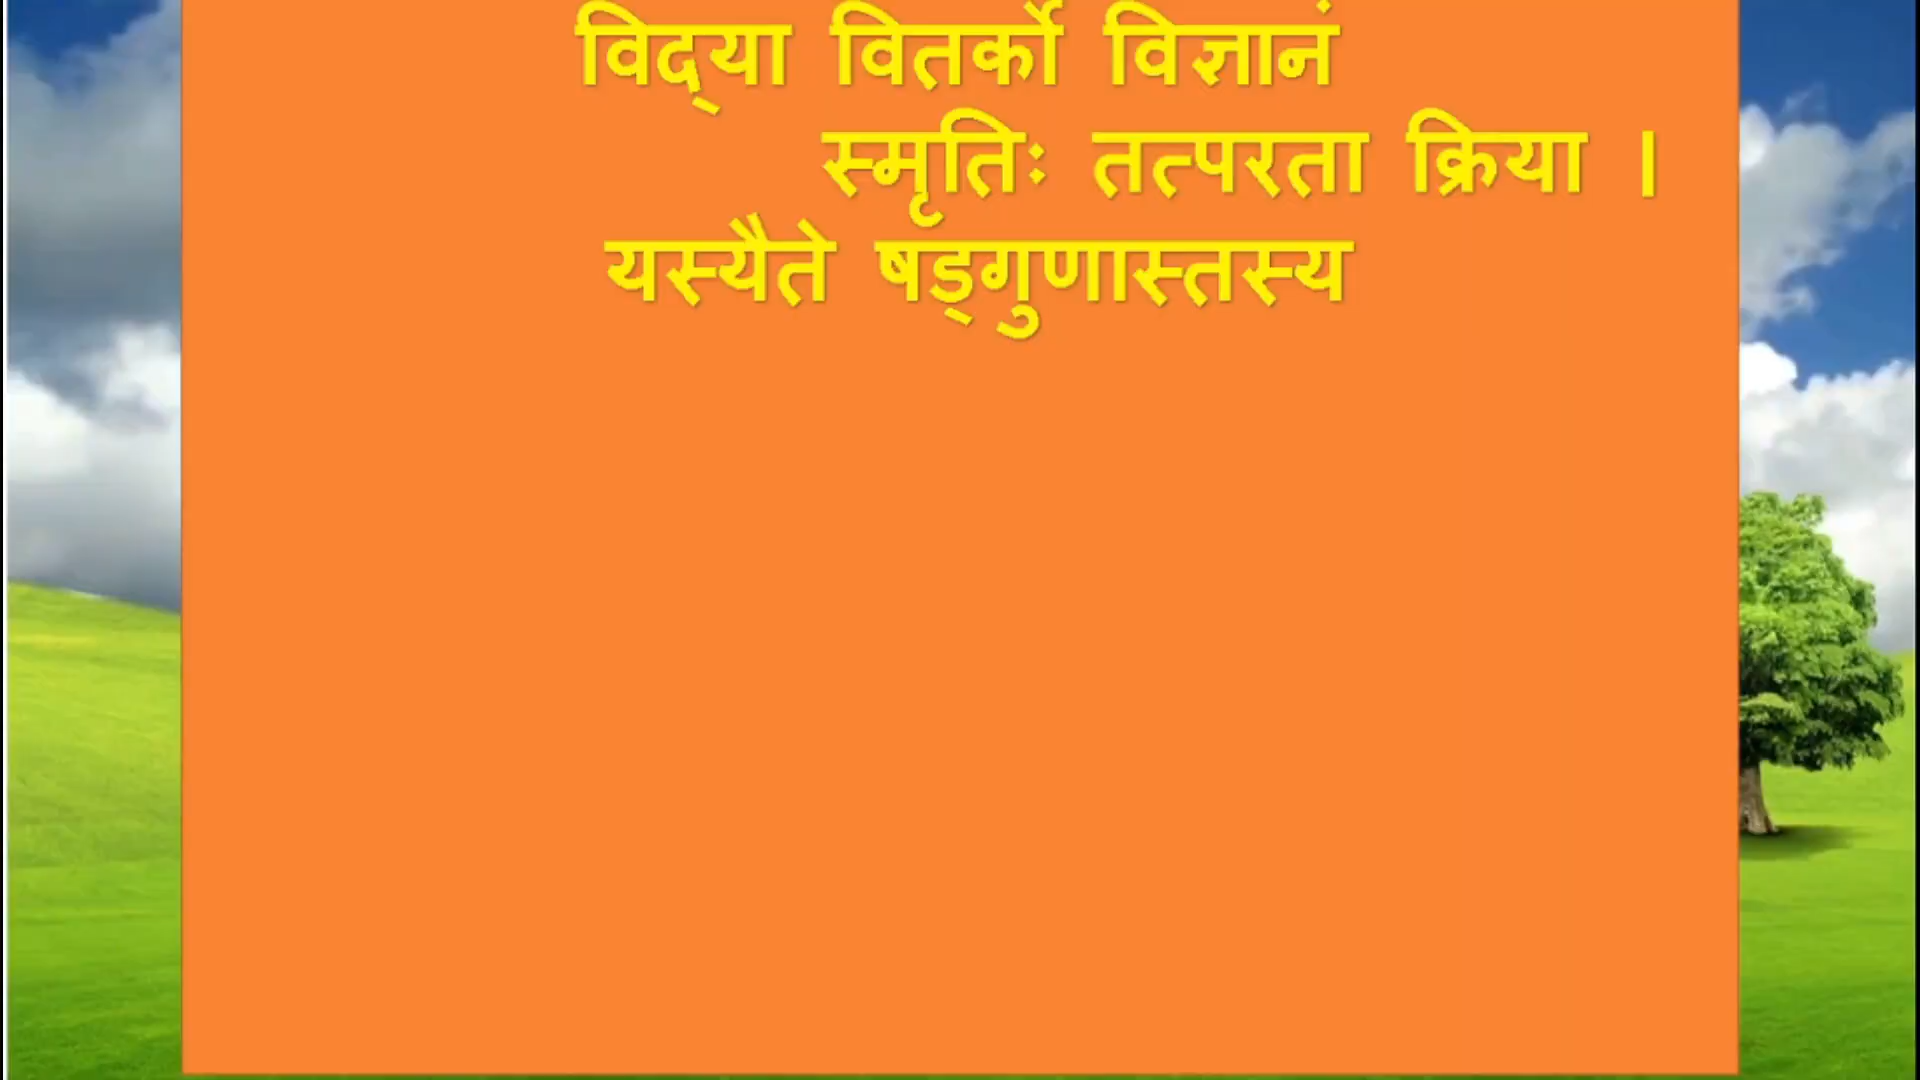 विद्‌या वितर्को विज्ञानं
स्मृतिः तत्परता क्रिया ।
यस्यैते षड्गुणास्तस्य